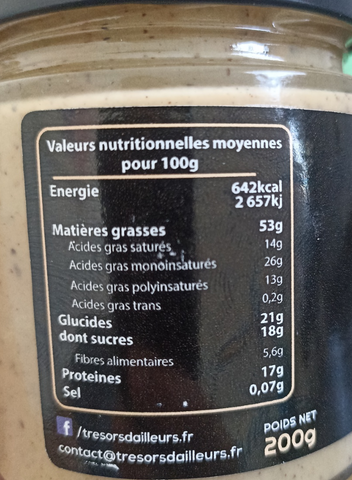 Valeurs nutritionnelles moyennes
pour 100g
Energie 642kcal
2 657kj
Matières grasses 53g
Acides gras saturés 14g
Acides gras monoinsaturés 26g
Acides gras polyinsaturés 13g
Acides gras trans 0,2g
Glucides 21g
dont sucres 18g
Fibres alimentaires 5,6g
Proteines 17g
Sel 0,07g
f /tresorsdailleurs.fr
contact@tresorsdailleurs.fr
POIDS NET
200g